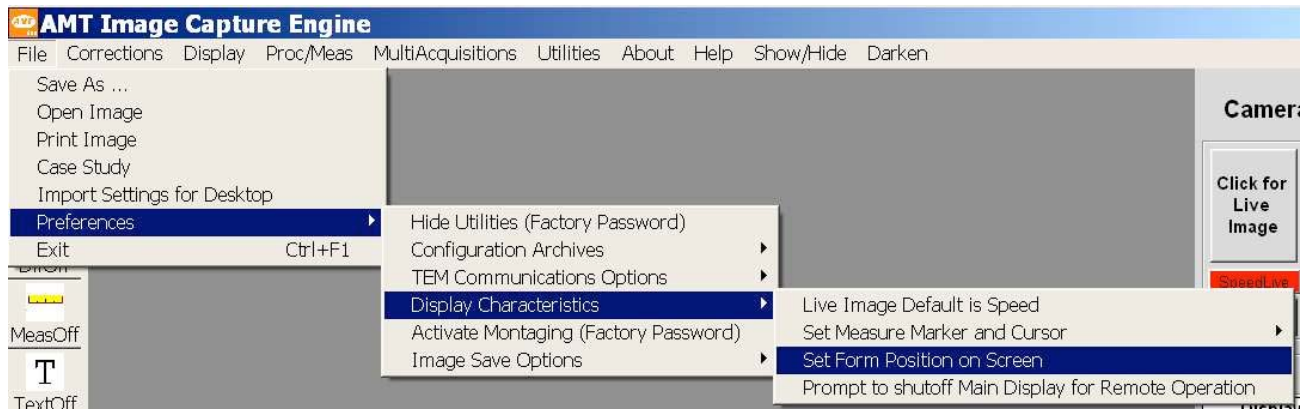 AMT Image Capture Engine
File Corrections Display Proc/Meas MultiAcquisitions Utilities About Help Show/Hide Darken
Save As ...
Open Image
Print Image
Case Study
Import Settings for Desktop
Preferences
Exit Ctrl+F1
Hide Utilities (Factory Password)
Configuration Archives
TEM Communications Options
Display Characteristics
Activate Montaging (Factory Password)
Image Save Options
Live Image Default is Speed
Set Measure Marker and Cursor
Set Form Position on Screen
Prompt to shutoff Main Display for Remote Operation
MeasOff
T
TextOff
Camera
Click for
Live
Image
SpeedLive